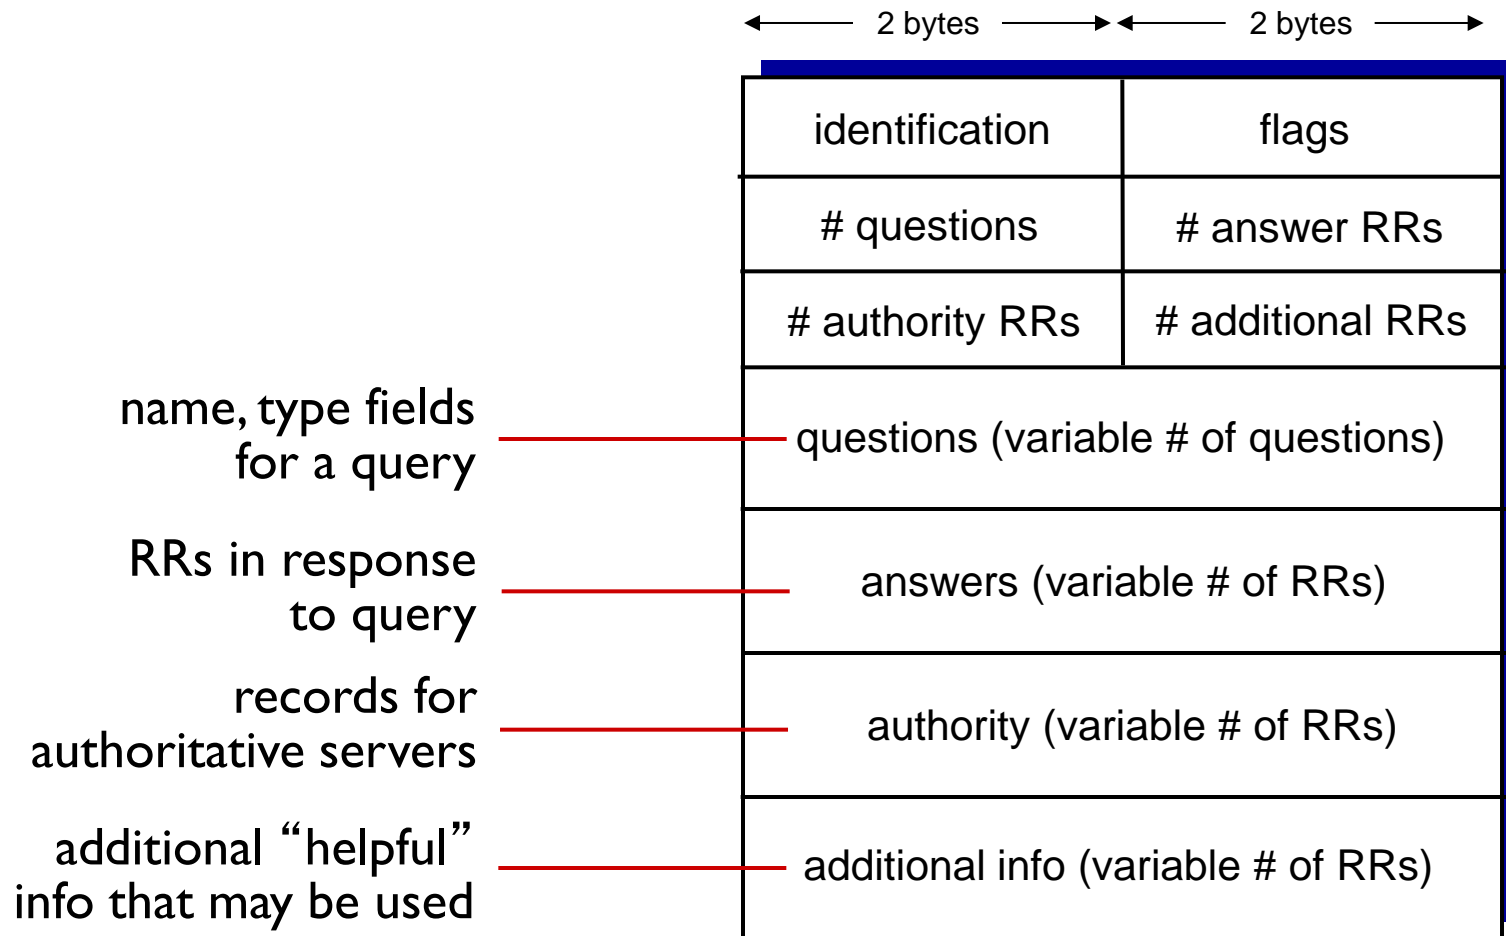 2 bytes 2 bytes
identification flags
# questions # answer RRs
# authority RRs # additional RRs
name, type fields
for a query
questions (variable # of questions)
RRs in response
to query
answers (variable # of RRs)
records for
authoritative servers
authority (variable # of RRs)
additional “helpful”
info that may be used
additional info (variable # of RRs)